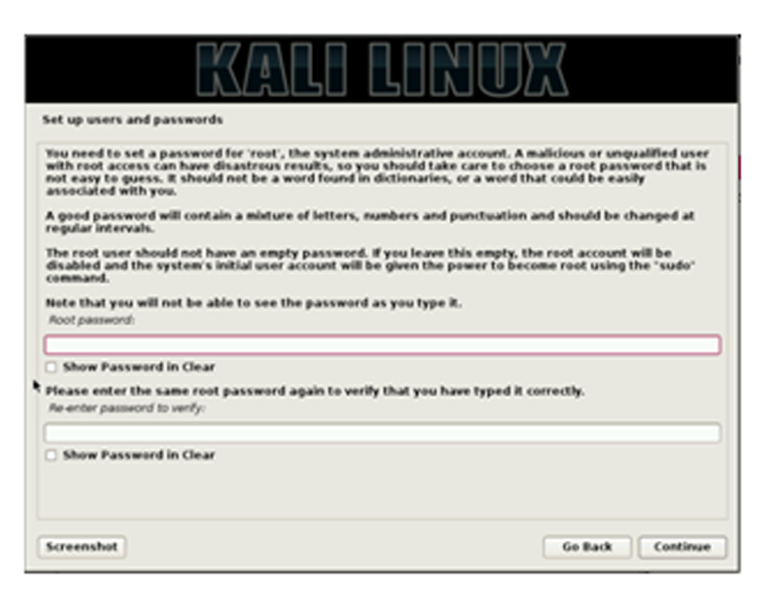 KALI LINUX
Set up users and passwords
You need to set a password for 'root', the system administrative account. A malicious or unqualified user
with root access can have disastrous results, so you should take care to choose a root password that is
not easy to guess. It should not be a word found in dictionaries, or a word that could be easily
associated with you.
A good password will contain a mixture of letters, numbers and punctuation and should be changed at
regular intervals.
The root user should not have an empty password. If you leave this empty, the root account will be
disabled and the system's initial user account will be given the power to become root using the "sudo"
command.
Note that you will not be able to see the password as you type it.
Root password:
Show Password in Clear
Please enter the same root password again to verify that you have typed it correctly.
Re-enter password to verify:
Show Password in Clear
Screenshot
Go Back
Continue